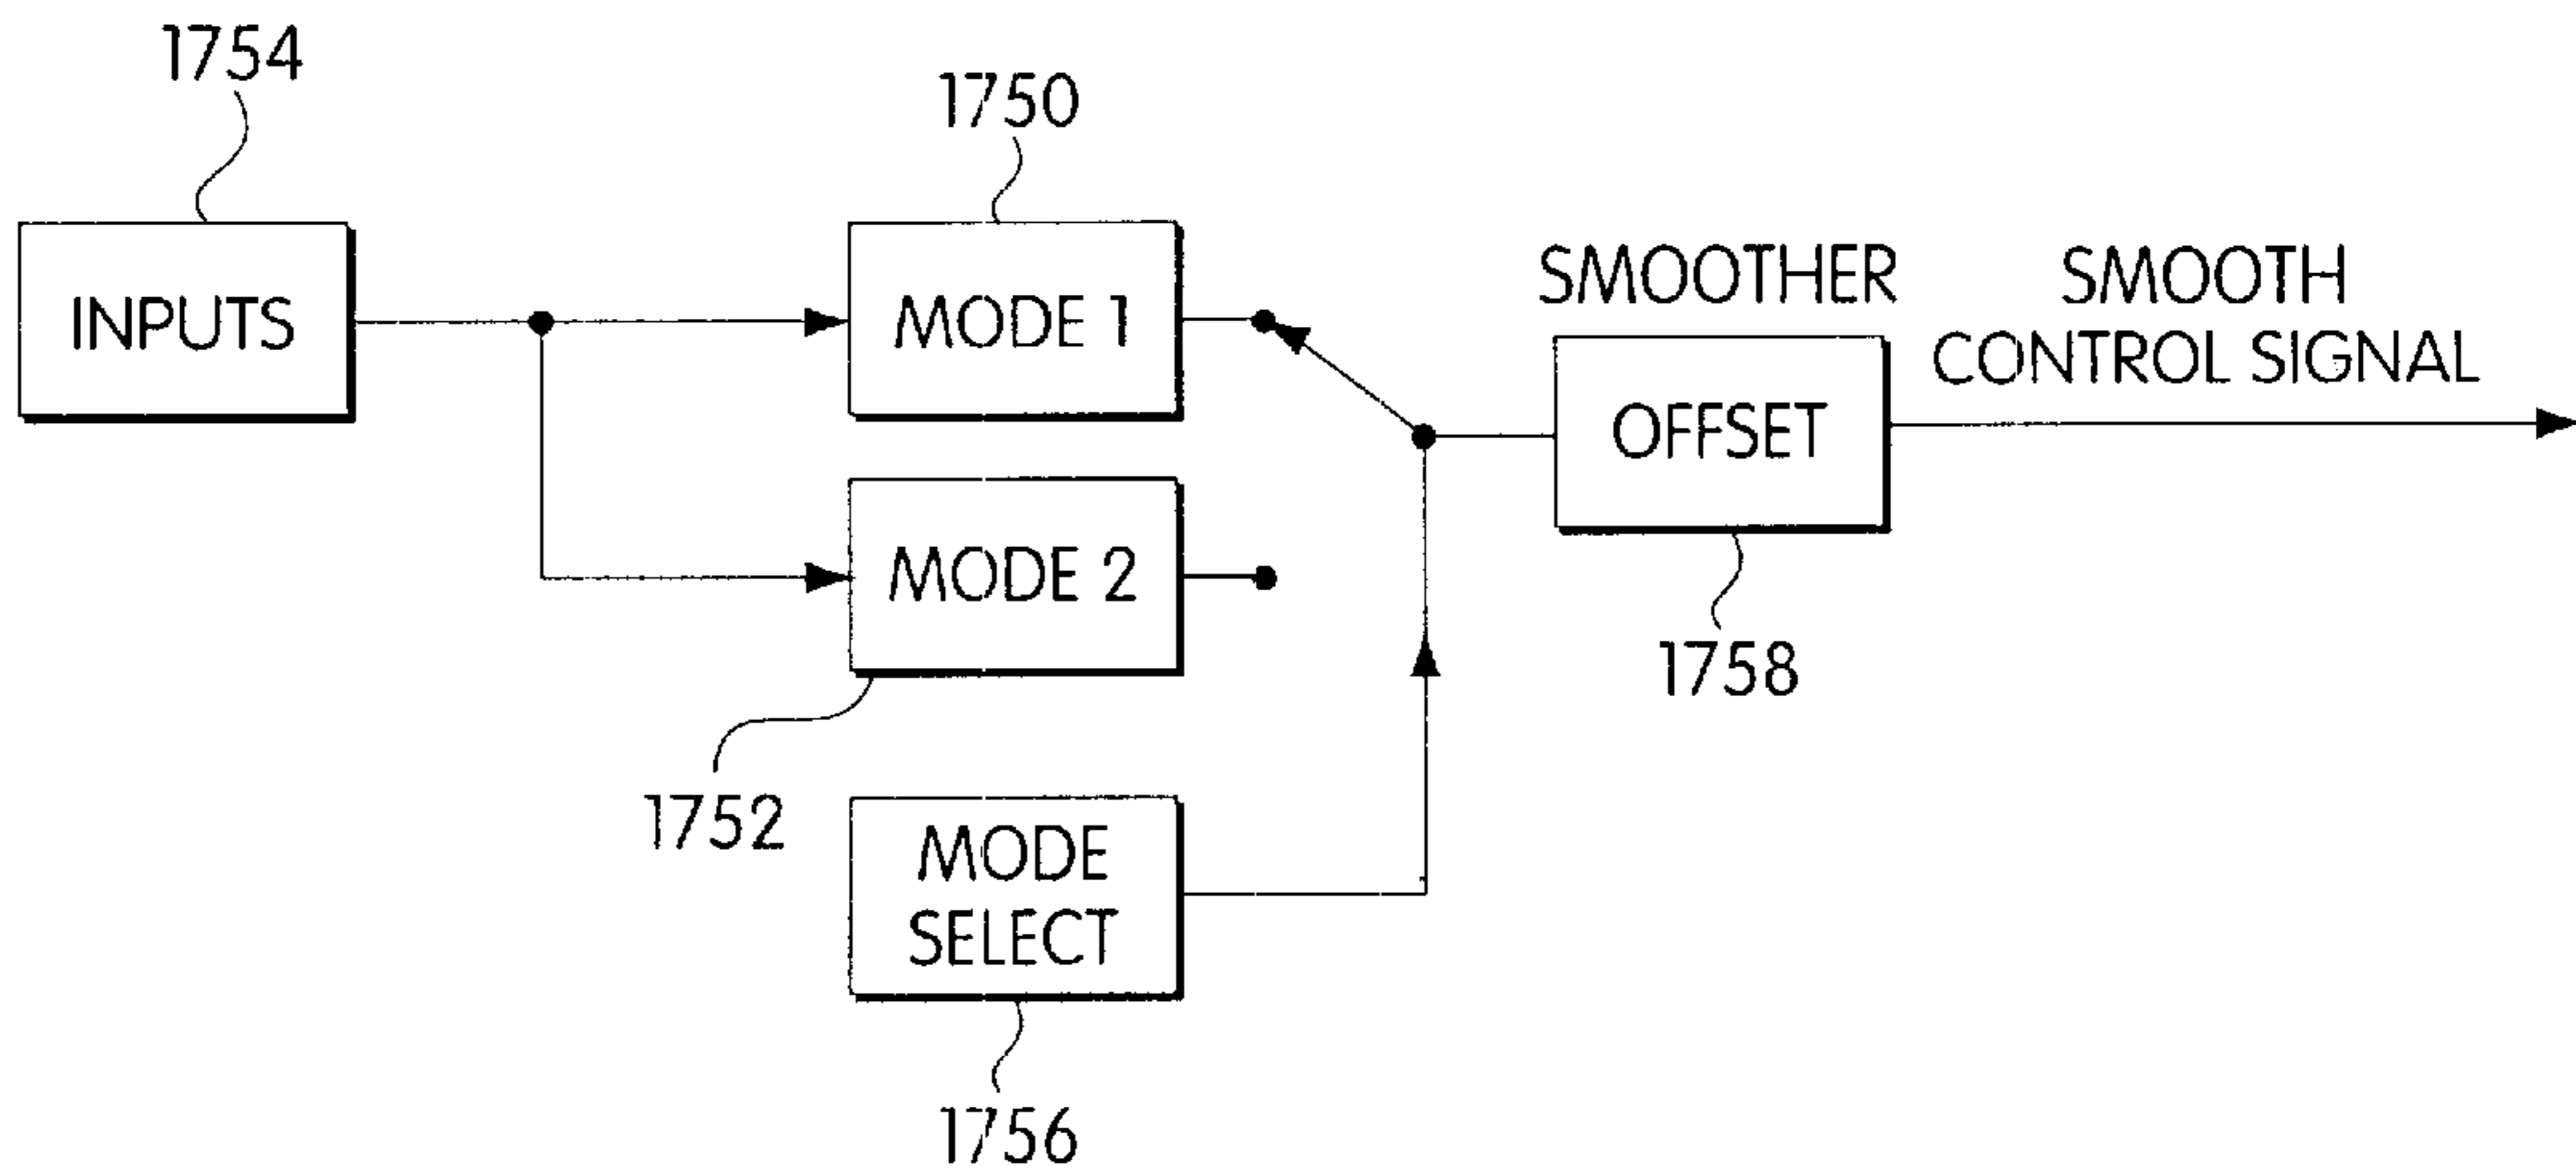 1754
1750
INPUTS
MODE 1
SMOOTHER
OFFSET
SMOOTH
CONTROL SIGNAL
MODE 2
1758
1752
MODE
SELECT
1756